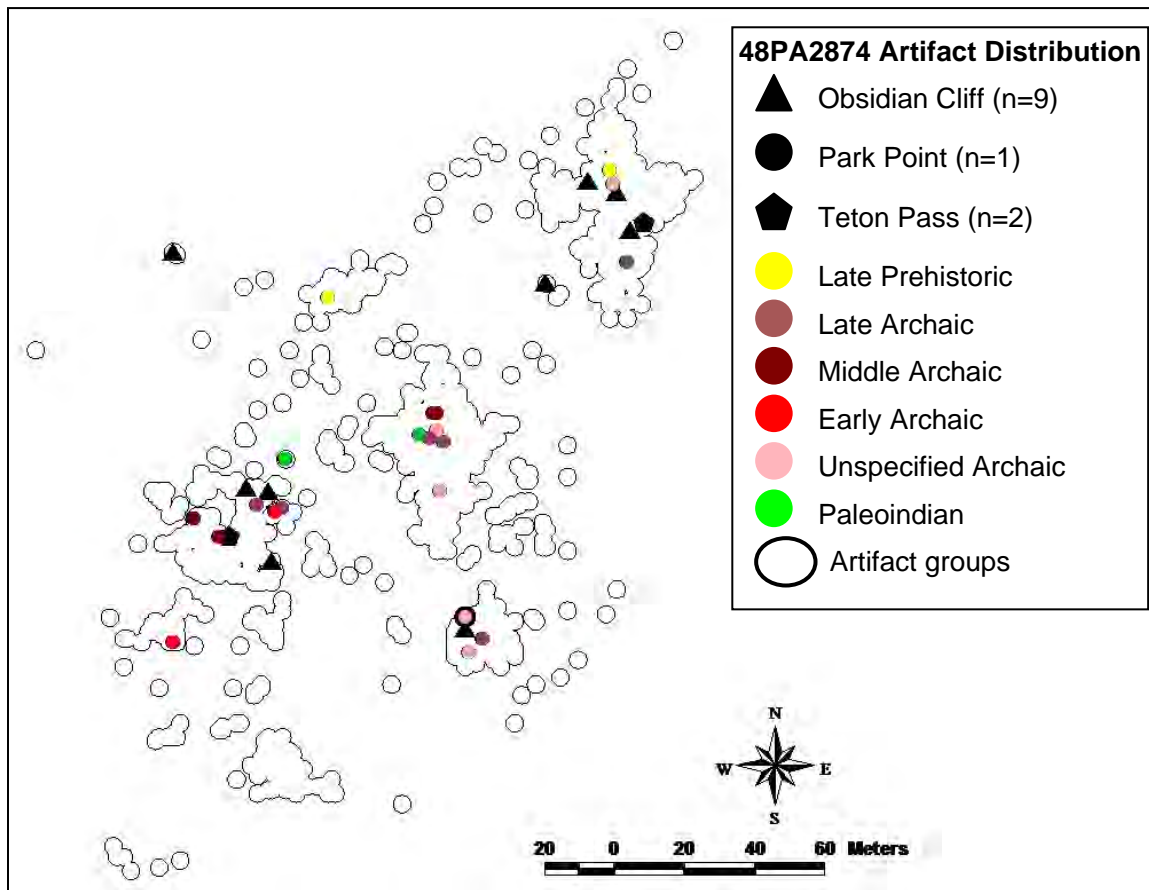 48PA2874 Artifact Distribution
Obsidian Cliff (n=9)
Park Point (n=1)
Teton Pass (n=2)
Late Prehistoric
Late Archaic
Middle Archaic
Early Archaic
Unspecified Archaic
Paleoindian
Artifact groups
N
W E
S
20 0 20 40 60 Meters